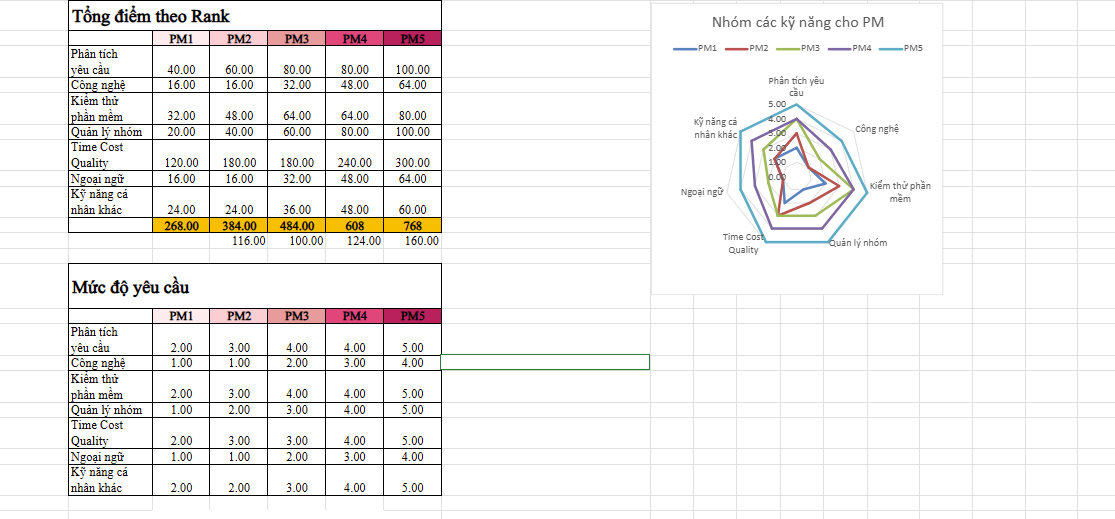 Tổng điểm theo Rank
PM1 PM2 PM3 PM4 PM5
Phân tích
yêu cầu 40.00 60.00 80.00 80.00 100.00
Công nghệ 16.00 16.00 32.00 48.00 64.00
Kiểm thử
phần mềm 32.00 48.00 64.00 64.00 80.00
Quản lý nhóm 20.00 40.00 60.00 80.00 100.00
Time Cost
Quality 120.00 180.00 180.00 240.00 300.00
Ngoại ngữ 16.00 16.00 32.00 48.00 64.00
Kỹ năng cá
nhân khác 24.00 24.00 36.00 48.00 60.00
268.00 384.00 484.00 608 768
116.00 100.00 124.00 160.00
Mức độ yêu cầu
PM1 PM2 PM3 PM4 PM5
Phân tích
yêu cầu 2.00 3.00 4.00 4.00 5.00
Công nghệ 1.00 1.00 2.00 3.00 4.00
Kiểm thử
phần mềm 2.00 3.00 4.00 4.00 5.00
Quản lý nhóm 1.00 2.00 3.00 4.00 5.00
Time Cost
Quality 2.00 3.00 3.00 4.00 5.00
Ngoại ngữ 1.00 1.00 2.00 3.00 4.00
Kỹ năng cá
nhân khác 2.00 2.00 3.00 4.00 5.00
Nhóm các kỹ năng cho PM
PM1 PM2 PM3 PM4 PM5
Phân tích yêu
cầu
5.00
4.00
3.00
2.00
1.00
0.00
Công nghệ
Kiểm thử phần
mềm
Quản lý nhóm
Time Cost
Quality
Ngoại ngữ
Kỹ năng cá
nhân khác